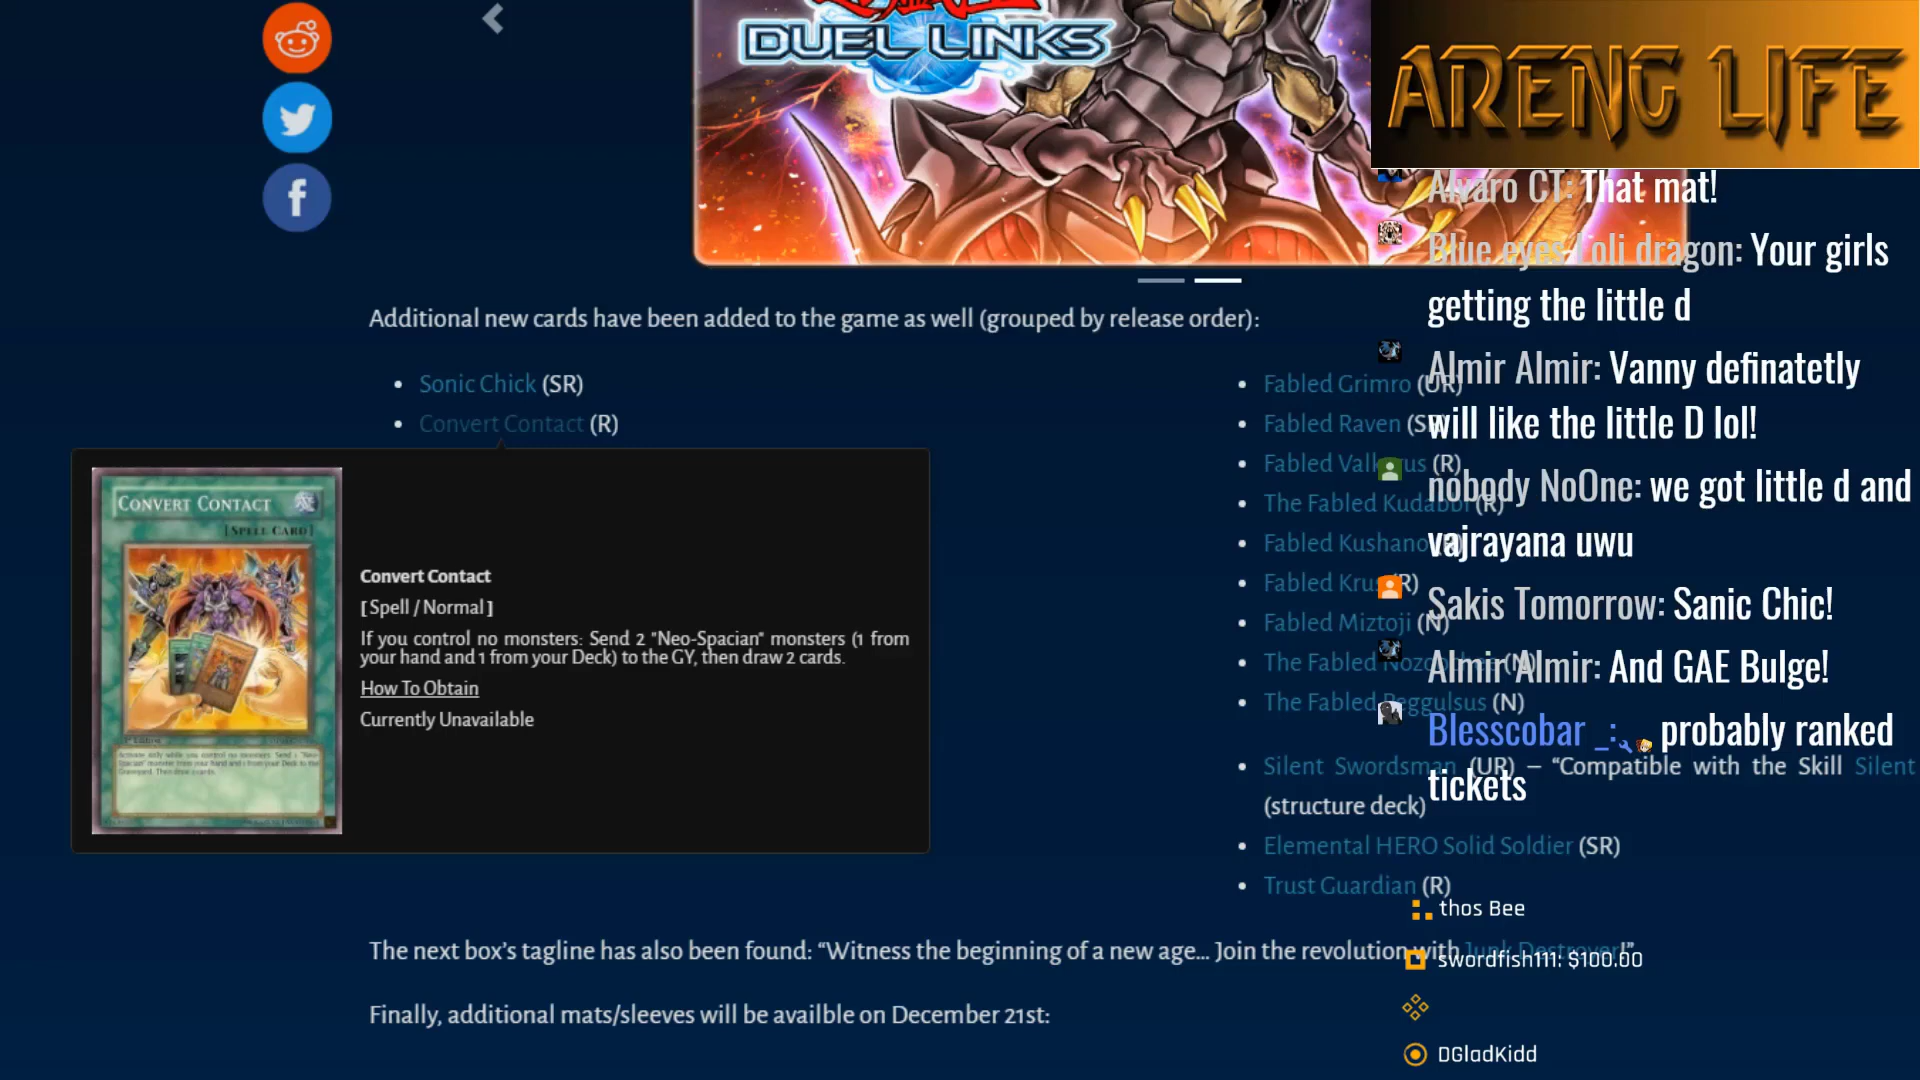 DUEL LINKS
ARENG LIFE
Additional new cards have been added to the game as well (grouped by release order):
• Sonic Chick (SR)
• Convert Contact (R)
CONVERT CONTACT
[SPELL CARD]
Convert Contact
[ Spell / Normal ]
If you control no monsters: Send 2 "Neo-Spacian" monsters (1 from
your hand and 1 from your Deck) to the GY, then draw 2 cards.
How To Obtain
Currently Unavailable
• Fabled Grimro (UR)
• Fabled Raven
• Fabled (R)
• The Fabled Kudabbi (R)
• Fabled Kushano
• Fabled
• Fabled Miztoji (N)
• The Fabled
• The Fabled Peggulsus (N)
• Silent Swordsman (UR) – “Compatible with the Skill Silent
(structure deck)
• Elemental HERO Solid Soldier (SR)
• Trust Guardian (R)
The next box’s tagline has also been found: “Witness the beginning of a new age... Join the revolution with Junk Destroyer!”
Finally, additional mats/sleeves will be availble on December 21st:
Alvaro CT: That mat!
Blue eyes Loli dragon: Your girls
getting the little d
Almir Almir: Vanny definatetly
will like the little D lol!
nobody NoOne: we got little d and
vajrayana uwu
Sakis Tomorrow: Sanic Chic!
Almir Almir: And GAE Bulge!
Blesscobar _: probably ranked
tickets
thos Bee
swordfish111: $100.00
DGladKidd